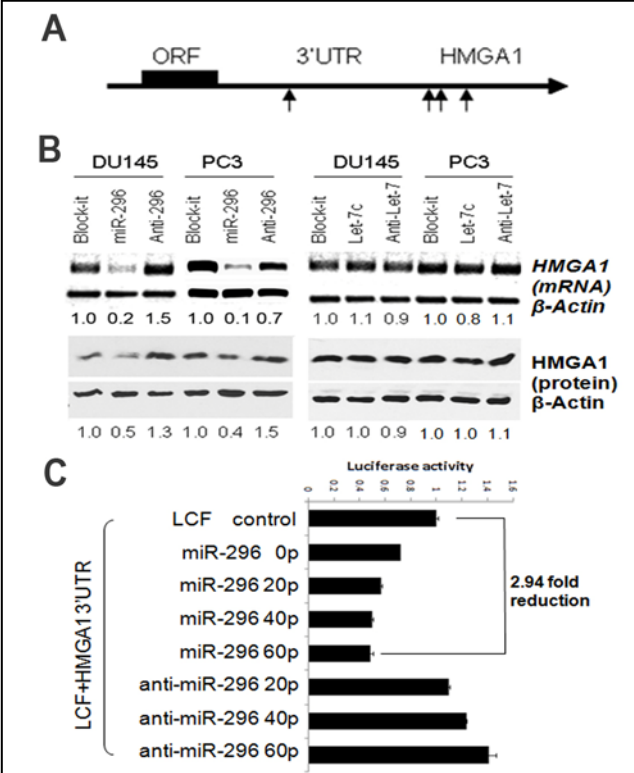 A
ORF 3'UTR HMGA1
B
DU145 PC3 DU145 PC3
Block-it miR-296 Anti-296 Block-it miR-296 Anti-296 Block-it Let-7c Anti-Let-7 Block-it Let-7c Anti-Let-7
HMGA1
(mRNA)
β-Actin
1.0 0.2 1.5 1.0 0.1 0.7 1.0 1.1 0.9 1.0 0.8 1.1
HMGA1
(protein)
β-Actin
1.0 0.5 1.3 1.0 0.4 1.5 1.0 1.0 0.9 1.0 1.0 1.1
C
Luciferase activity
0 0.2 0.4 0.6 0.8 1 1.2 1.4 1.6
LCF control
miR-296 0p
miR-296 20p
miR-296 40p
miR-296 60p
anti-miR-296 20p
anti-miR-296 40p
anti-miR-296 60p
LCF+HMGA1 3'UTR
2.94 fold
reduction